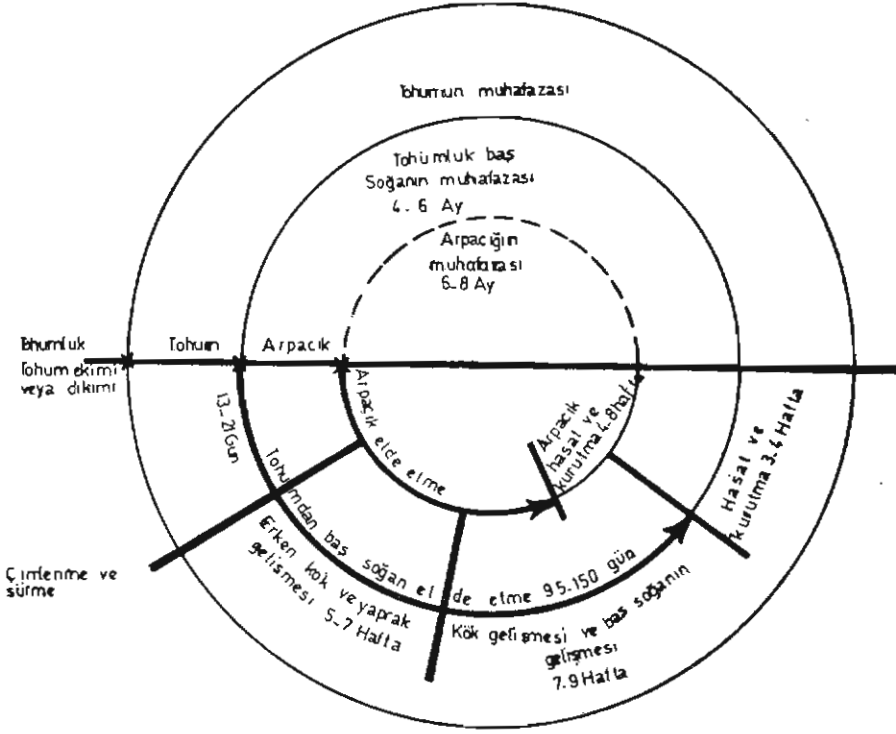 Tohumun muhafazası
Tohumluk baş
Soğanın muhafazası
4-6 Ay
Arpacığın
muhafazası
6-8 Ay
Tohumluk
Tohum
Arpacık
Tohum ekimi
veya dikimi
13-21 Gün
Arpaçık elde etme
Arpacık
hasal ve
kurutma 4-8 hafta
Hasal ve
kurutma 3-4 Hafta
Tohumdan baş soğan elde etme 95-150 gün
Erken kök ve yaprak
gelişmesi 5-7 Hafta
Kök gelişmesi ve baş soğanın
gelişmesi
7-9 Hafta
Çimlenme ve
sürme